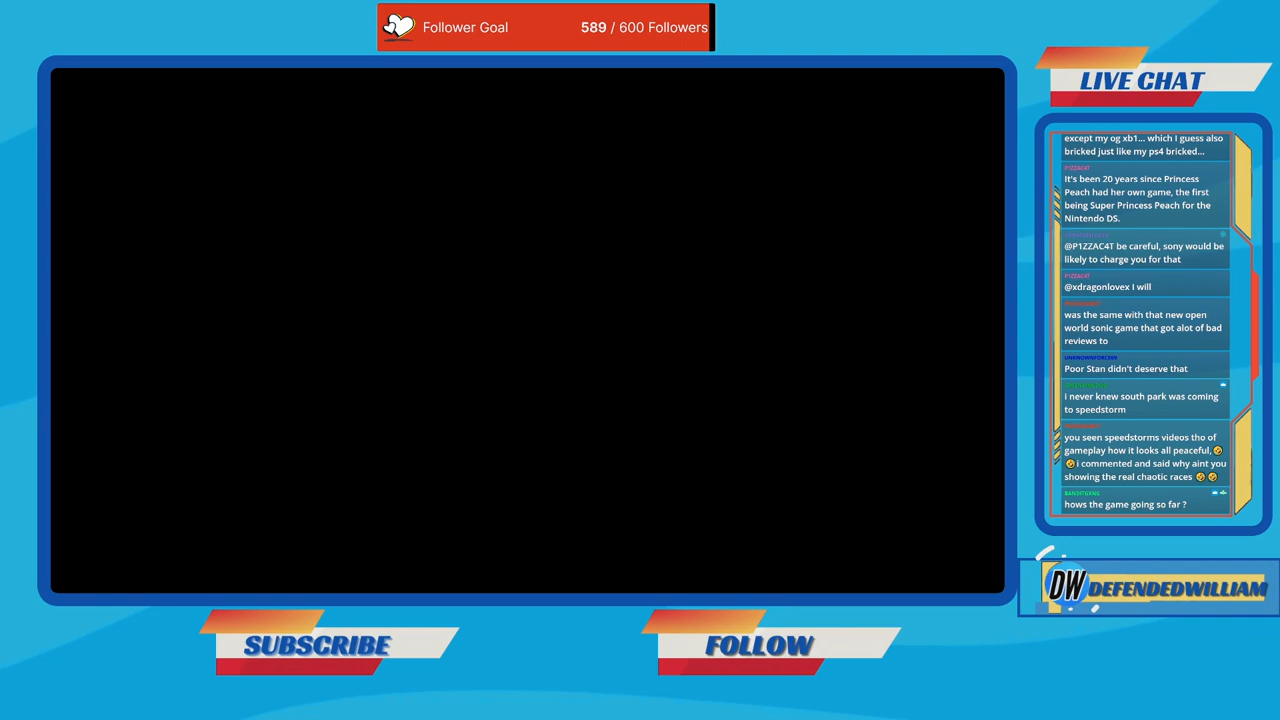 Follower Goal 589 / 600 Followers
LIVE CHAT
except my og xb1... which I guess also
bricked just like my ps4 bricked...
P1ZZAC4T
It's been 20 years since Princess
Peach had her own game, the first
being Super Princess Peach for the
Nintendo DS.
@P1ZZAC4T be careful, sony would be
likely to charge you for that
P1ZZAC4T
@xdragonlovex I will
was the same with that new open
world sonic game that got alot of bad
reviews to
UNKNOWNFORCE69
Poor Stan didn't deserve that
i never knew south park was coming
to speedstorm
you seen speedstorms videos tho of
gameplay how it looks all peaceful, 🤣
🤣 i commented and said why aint you
showing the real chaotic races 🤣 🤣
hows the game going so far ?
DW DEFENDEDWILLIAM
SUBSCRIBE
FOLLOW